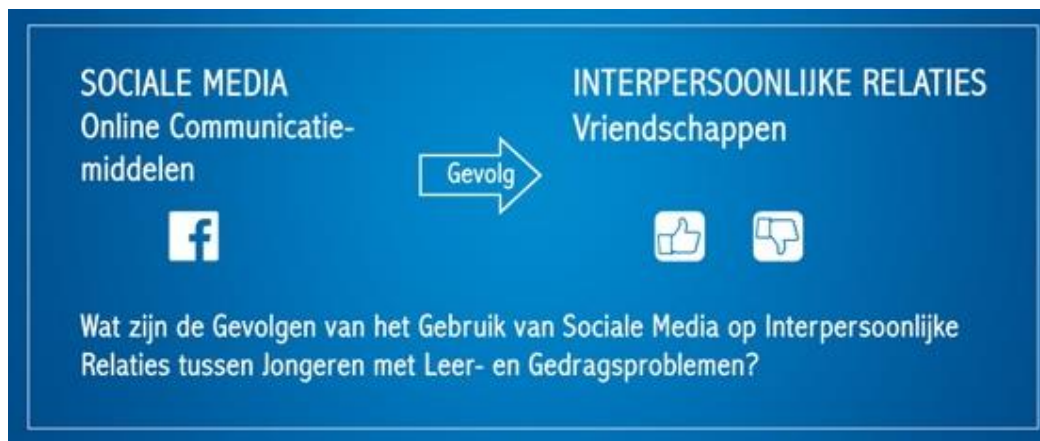 SOCIALE MEDIA
Online Communicatie-
middelen
Gevolg
INTERPERSOONLIJKE RELATIES
Vriendschappen
Wat zijn de Gevolgen van het Gebruik van Sociale Media op Interpersoonlijke
Relaties tussen Jongeren met Leer- en Gedragsproblemen?